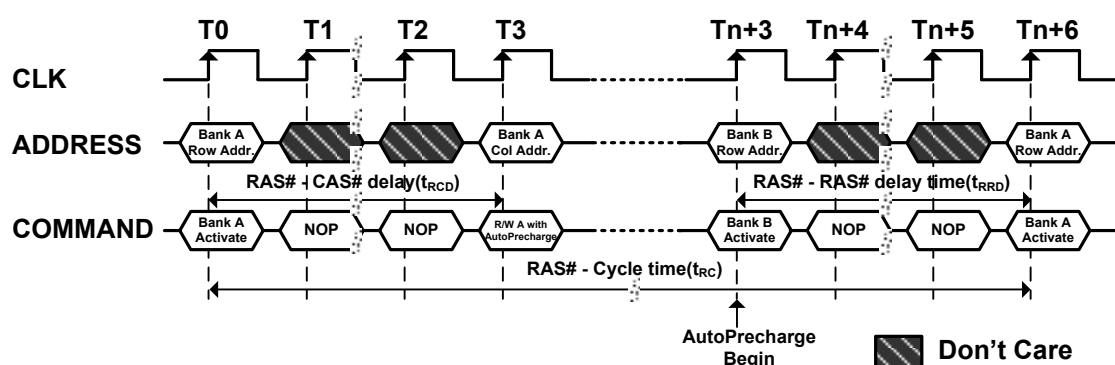 T0 T1 T2 T3 Tn+3 Tn+4 Tn+5 Tn+6
CLK
ADDRESS
Bank A
Row Addr.
Bank A
Col Addr.
Bank B
Row Addr.
Bank A
Row Addr.
RAS# - CAS# delay(tRCD)
RAS# - RAS# delay time(tRRD)
COMMAND
Bank A
Activate
NOP
NOP
R/W A with
AutoPrecharge
Bank B
Activate
NOP
NOP
Bank A
Activate
RAS# - Cycle time(tRC)
AutoPrecharge
Begin
Don't Care